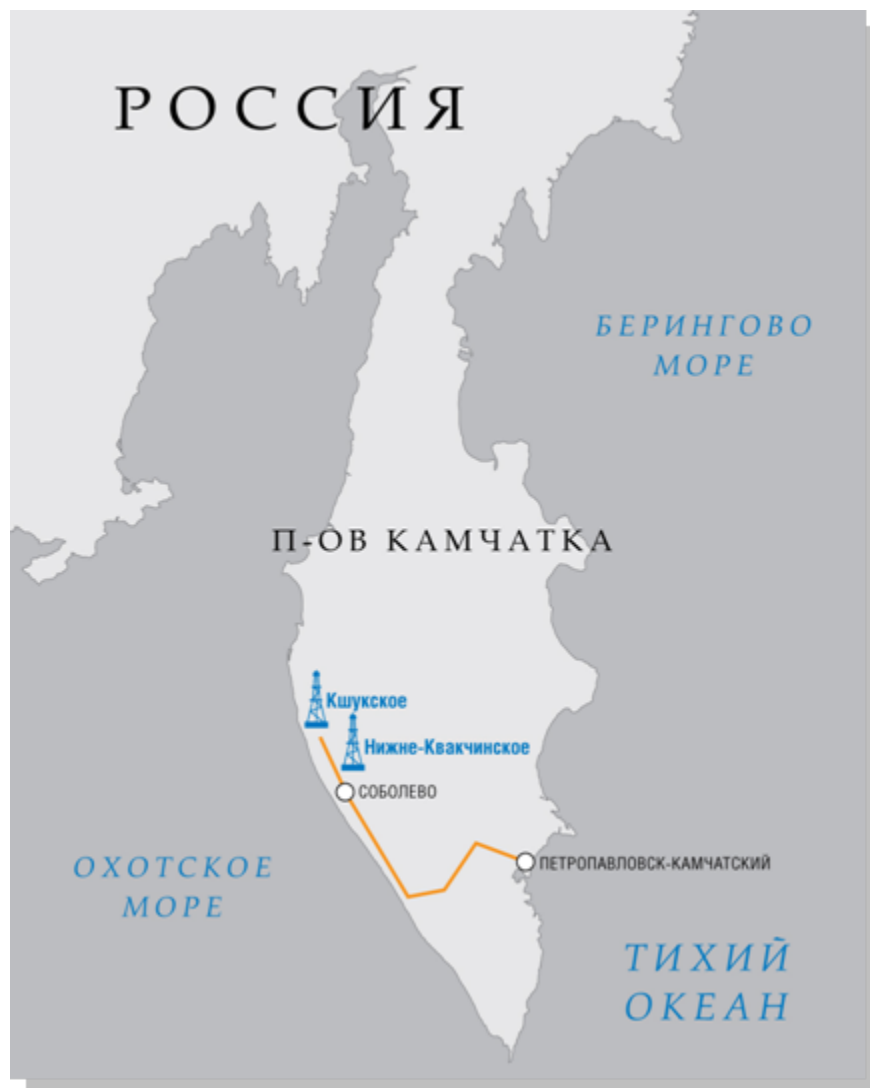 РОССИЯ
БЕРИНГОВО
МОРЕ
П-ОВ КАМЧАТКА
Кшукское
Нижне-Квакчинское
СОБОЛЕВО
ОХОТСКОЕ
МОРЕ
ПЕТРОПАВЛОВСК-КАМЧАТСКИЙ
ТИХИЙ
ОКЕАН